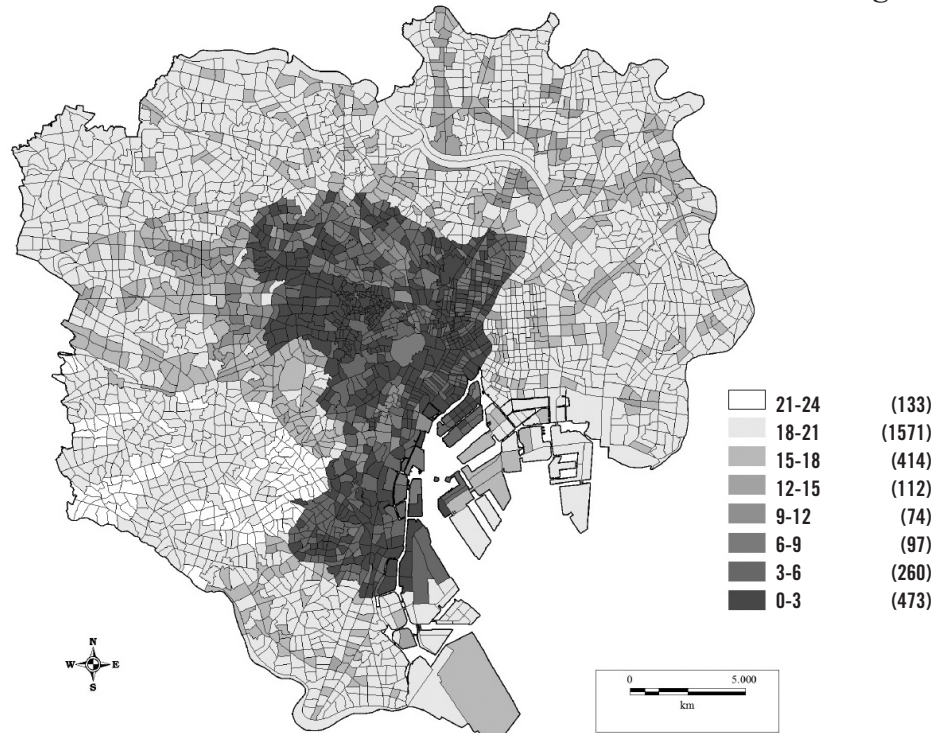 g
21-24 (133)
18-21 (1571)
15-18 (414)
12-15 (112)
9-12 (74)
6-9 (97)
3-6 (260)
0-3 (473)
N
W E
S
0 5.000
km